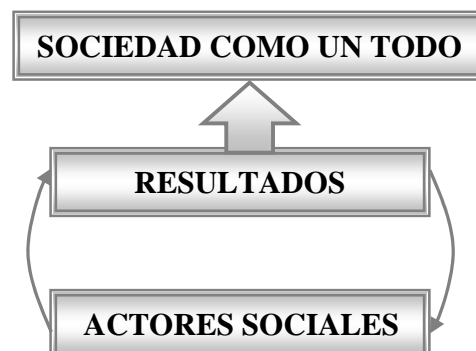 SOCIEDAD COMO UN TODO
RESULTADOS
ACTORES SOCIALES